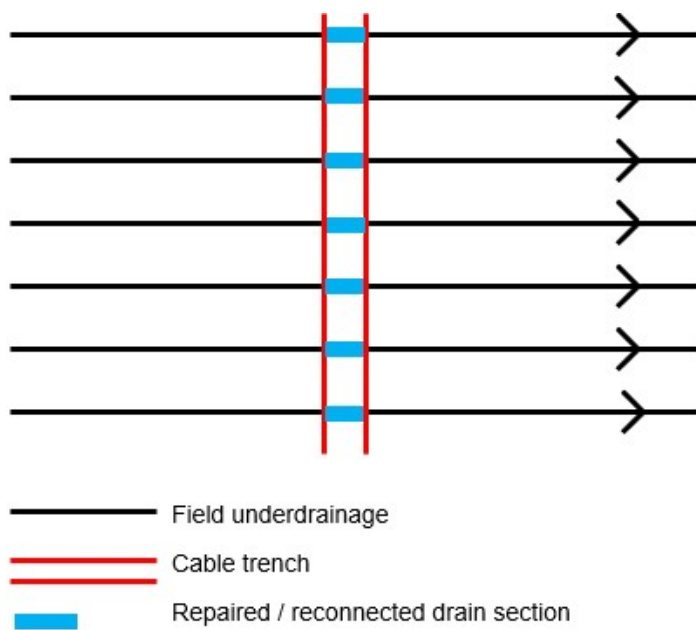 Field underdrainage
Cable trench
Repaired / reconnected drain section